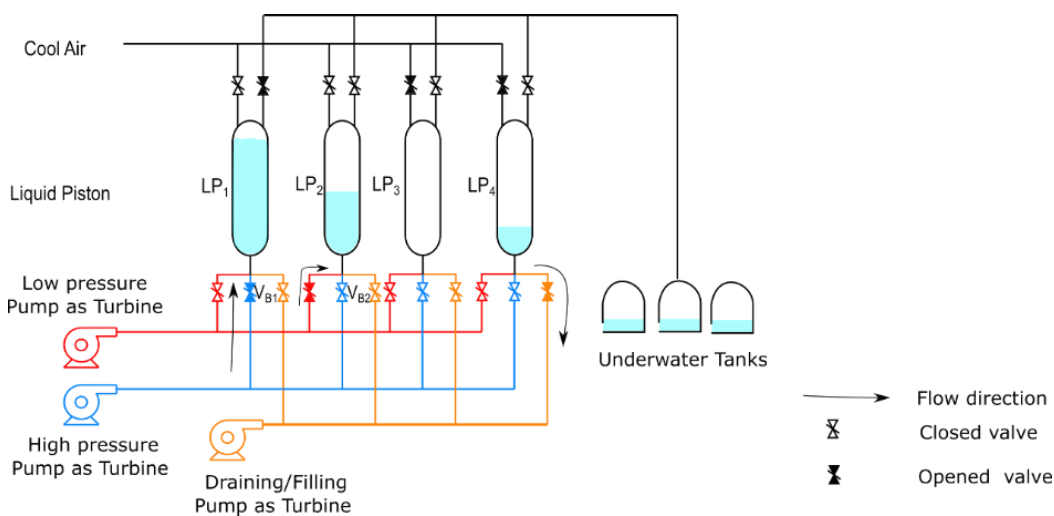 Cool Air
Liquid Piston
LP1
LP2
LP3
LP4
VB1
VB2
Low pressure
Pump as Turbine
High pressure
Pump as Turbine
Draining/Filling
Pump as Turbine
Underwater Tanks
Flow direction
Closed valve
Opened valve